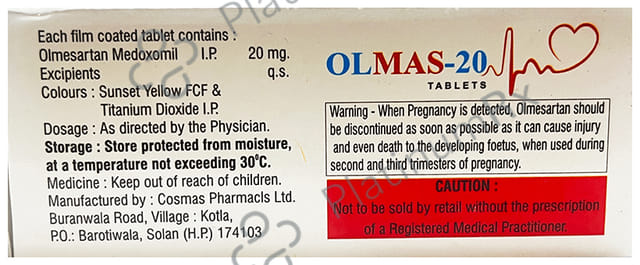 Each film coated tablet contains :
Olmesartan Medoxomil I.P. 20 mg.
Excipients q.s.
Colours : Sunset Yellow FCF &
Titanium Dioxide I.P.
Dosage : As directed by the Physician.
Storage : Store protected from moisture,
at a temperature not exceeding 30°C.
Medicine : Keep out of reach of children.
Manufactured by : Cosmas Pharmacls Ltd.
Buranwala Road, Village : Kotla,
P.O.: Barotiwala, Solan (H.P.) 174103
OLMAS-20
TABLETS
Warning - When Pregnancy is detected, Olmesartan should
be discontinued as soon as possible as it can cause injury
and even death to the developing foetus, when used during
second and third trimesters of pregnancy.
CAUTION :
Not to be sold by retail without the prescription
of a Registered Medical Practitioner.
PlatinumRx
PlatinumRx